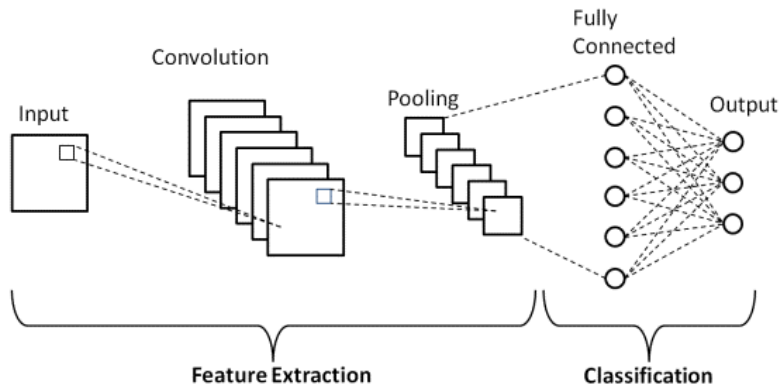 Fully
Connected
Convolution
Pooling
Output
Input
Feature Extraction
Classification